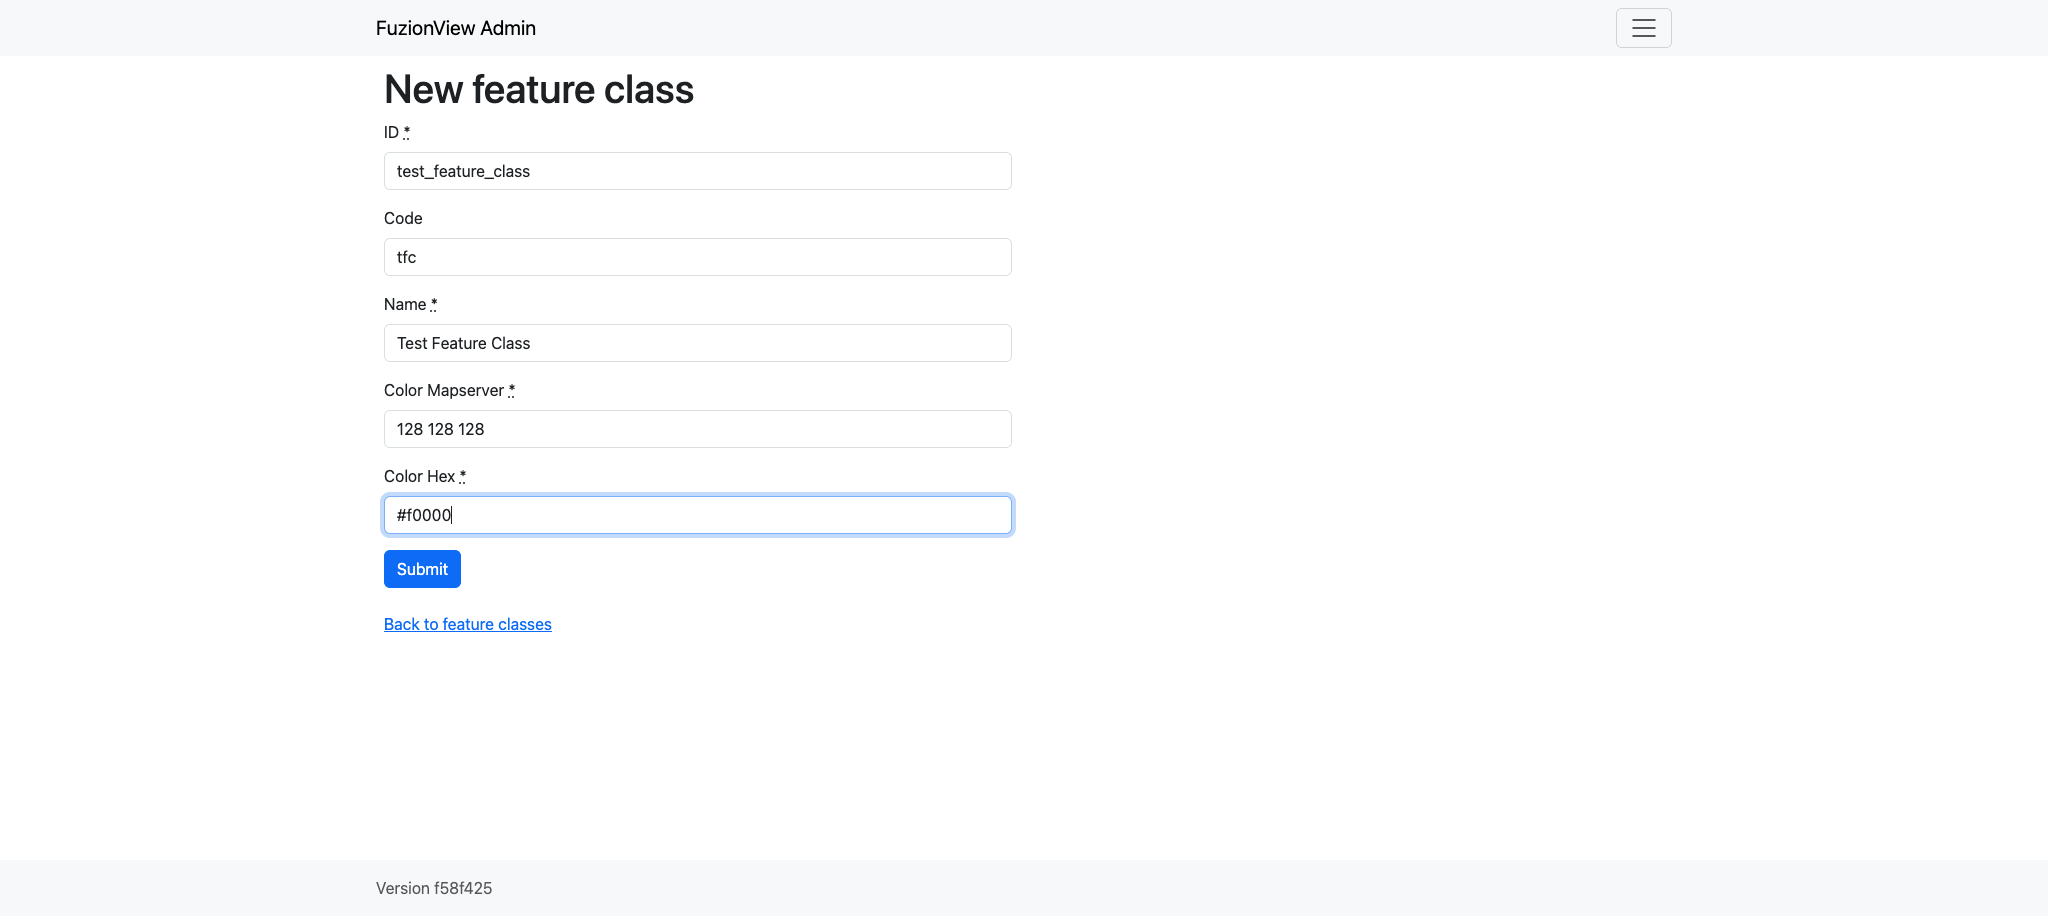 FuzionView Admin
New feature class
ID *
test_feature_class
Code
tfc
Name *
Test Feature Class
Color Mapserver *
128 128 128
Color Hex *
#f0000
Submit
Back to feature classes
Version f58f425